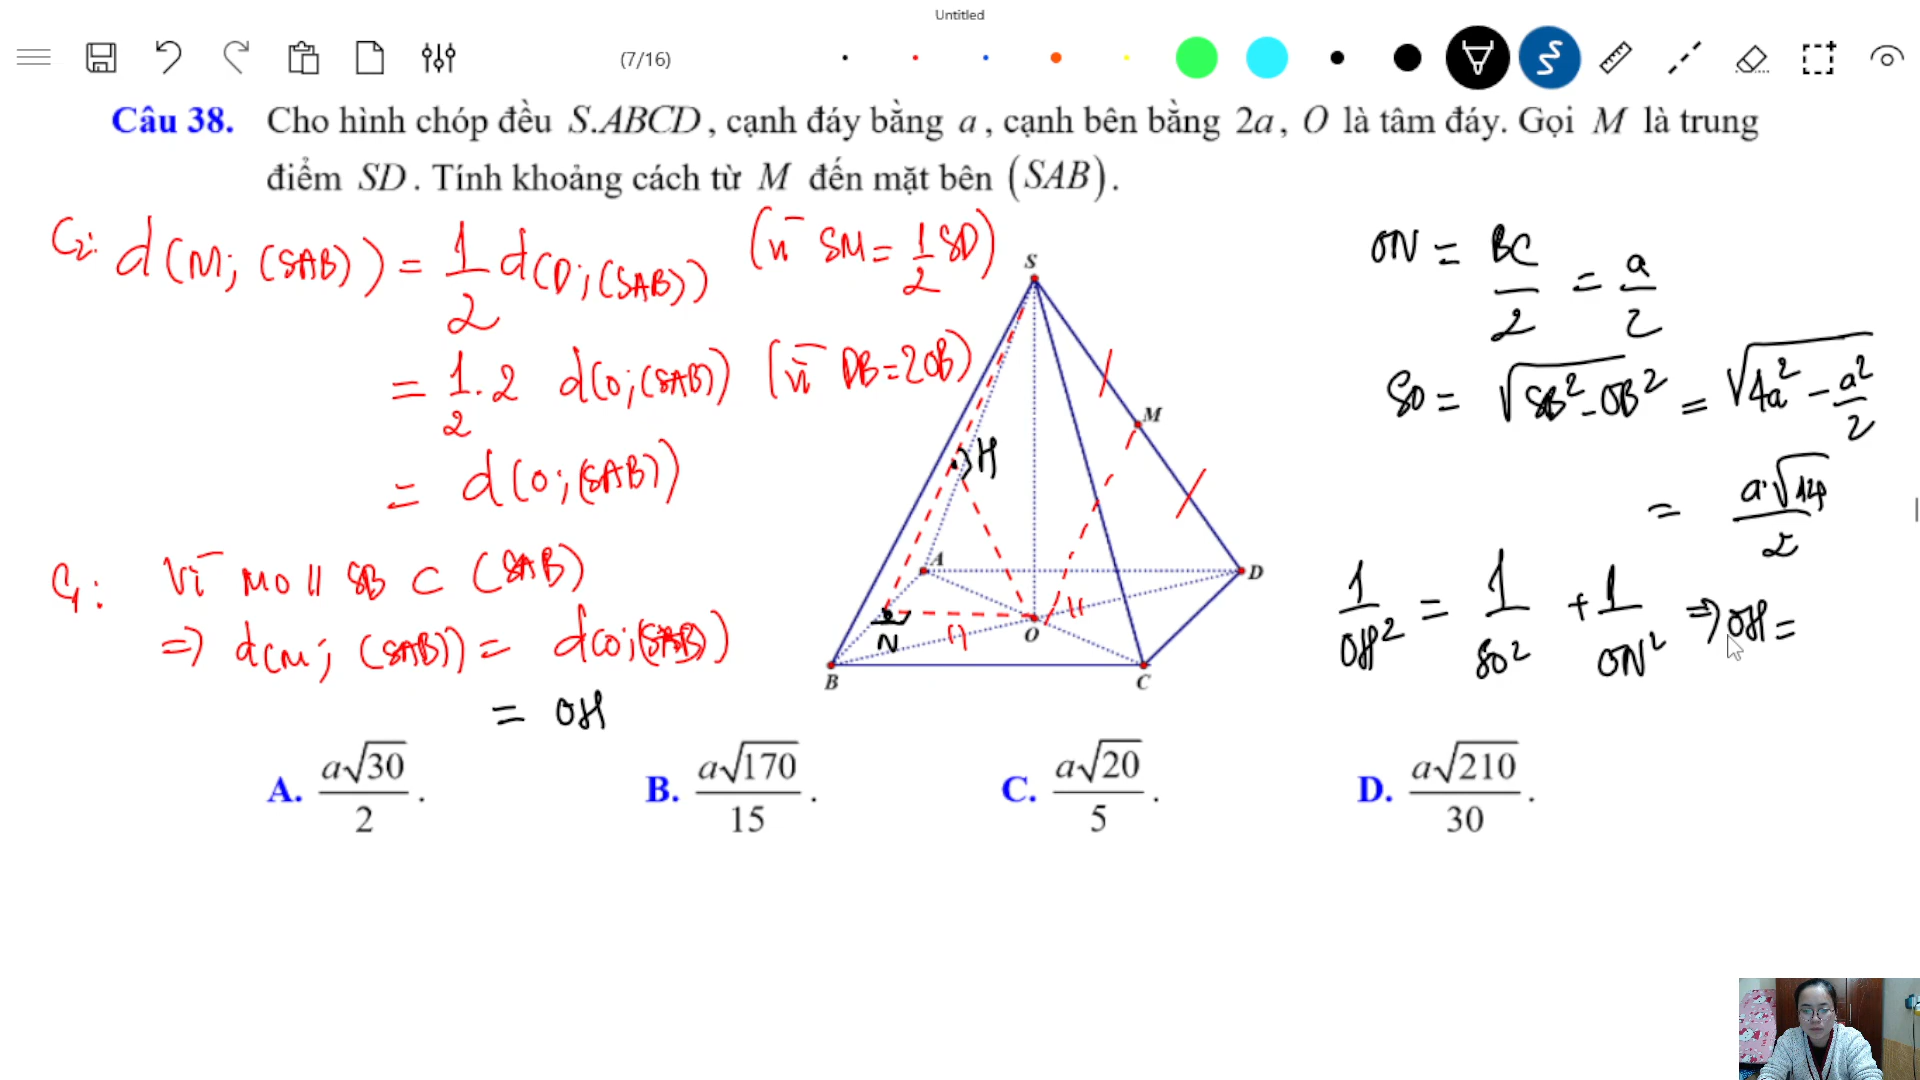 Untitled
(7/16)
Câu 38. Cho hình chóp đều S.ABCD, cạnh đáy bằng a, cạnh bên bằng 2a, O là tâm đáy. Gọi M là trung
điểm SD. Tính khoảng cách từ M đến mặt bên (SAB).
C2: d(M; (SAB)) = 1/2 d(D; (SAB)) (vì SM = 1/2 SD)
= 1/2 . 2 d(O; (SAB)) (vì DB = 2OB)
= d(O; (SAB))
C1: Vì MO // SB ⊂ (SAB)
=> d(M; (SAB)) = d(O; (SAB))
= OH
S
M
H
A
D
N
O
B
C
ON = BC/2 = a/2
SO = √(SB² - OB²) = √(4a² - a²/2)
= a√14/2
1/OH² = 1/SO² + 1/ON² => OH =
A. a√30/2 . B. a√170/15 . C. a√20/5 . D. a√210/30 .